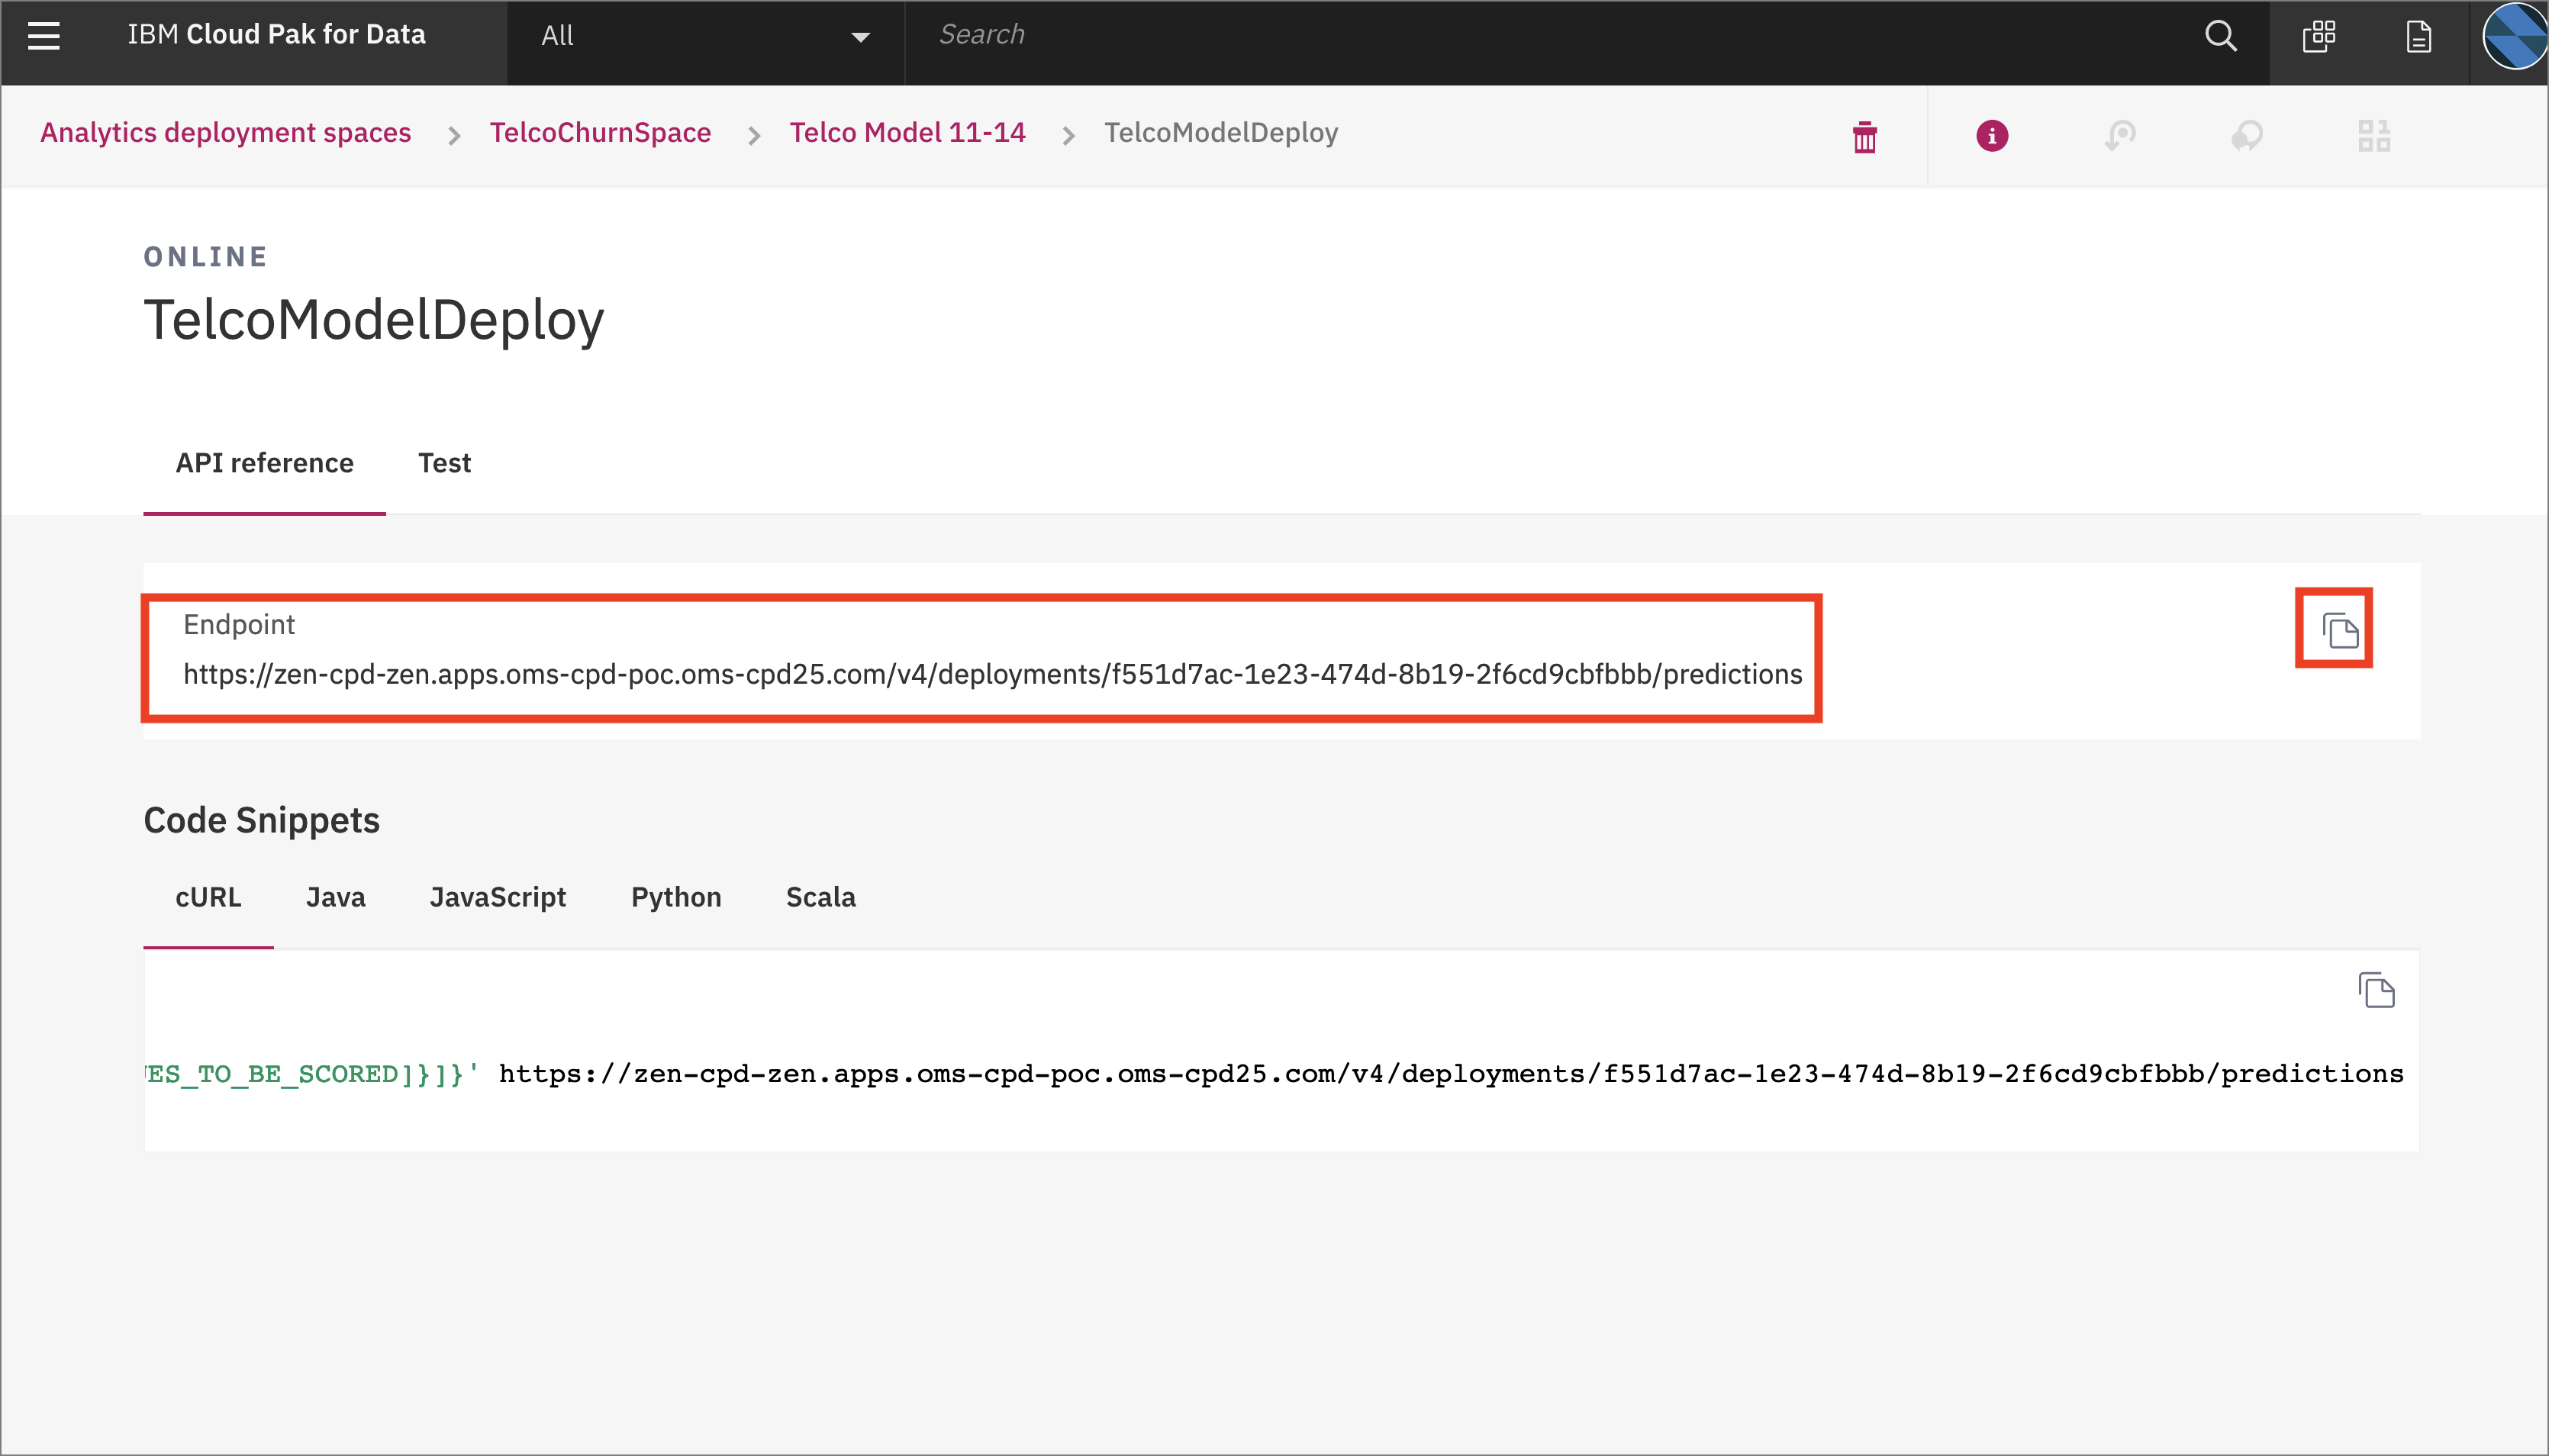 IBM Cloud Pak for Data All Search
Analytics deployment spaces > TelcoChurnSpace > Telco Model 11-14 > TelcoModelDeploy
ONLINE
TelcoModelDeploy
API reference Test
Endpoint
https://zen-cpd-zen.apps.oms-cpd-poc.oms-cpd25.com/v4/deployments/f551d7ac-1e23-474d-8b19-2f6cd9cbfbbb/predictions
Code Snippets
cURL Java JavaScript Python Scala
ES_TO_BE_SCORED]}]}' https://zen-cpd-zen.apps.oms-cpd-poc.oms-cpd25.com/v4/deployments/f551d7ac-1e23-474d-8b19-2f6cd9cbfbbb/predictions